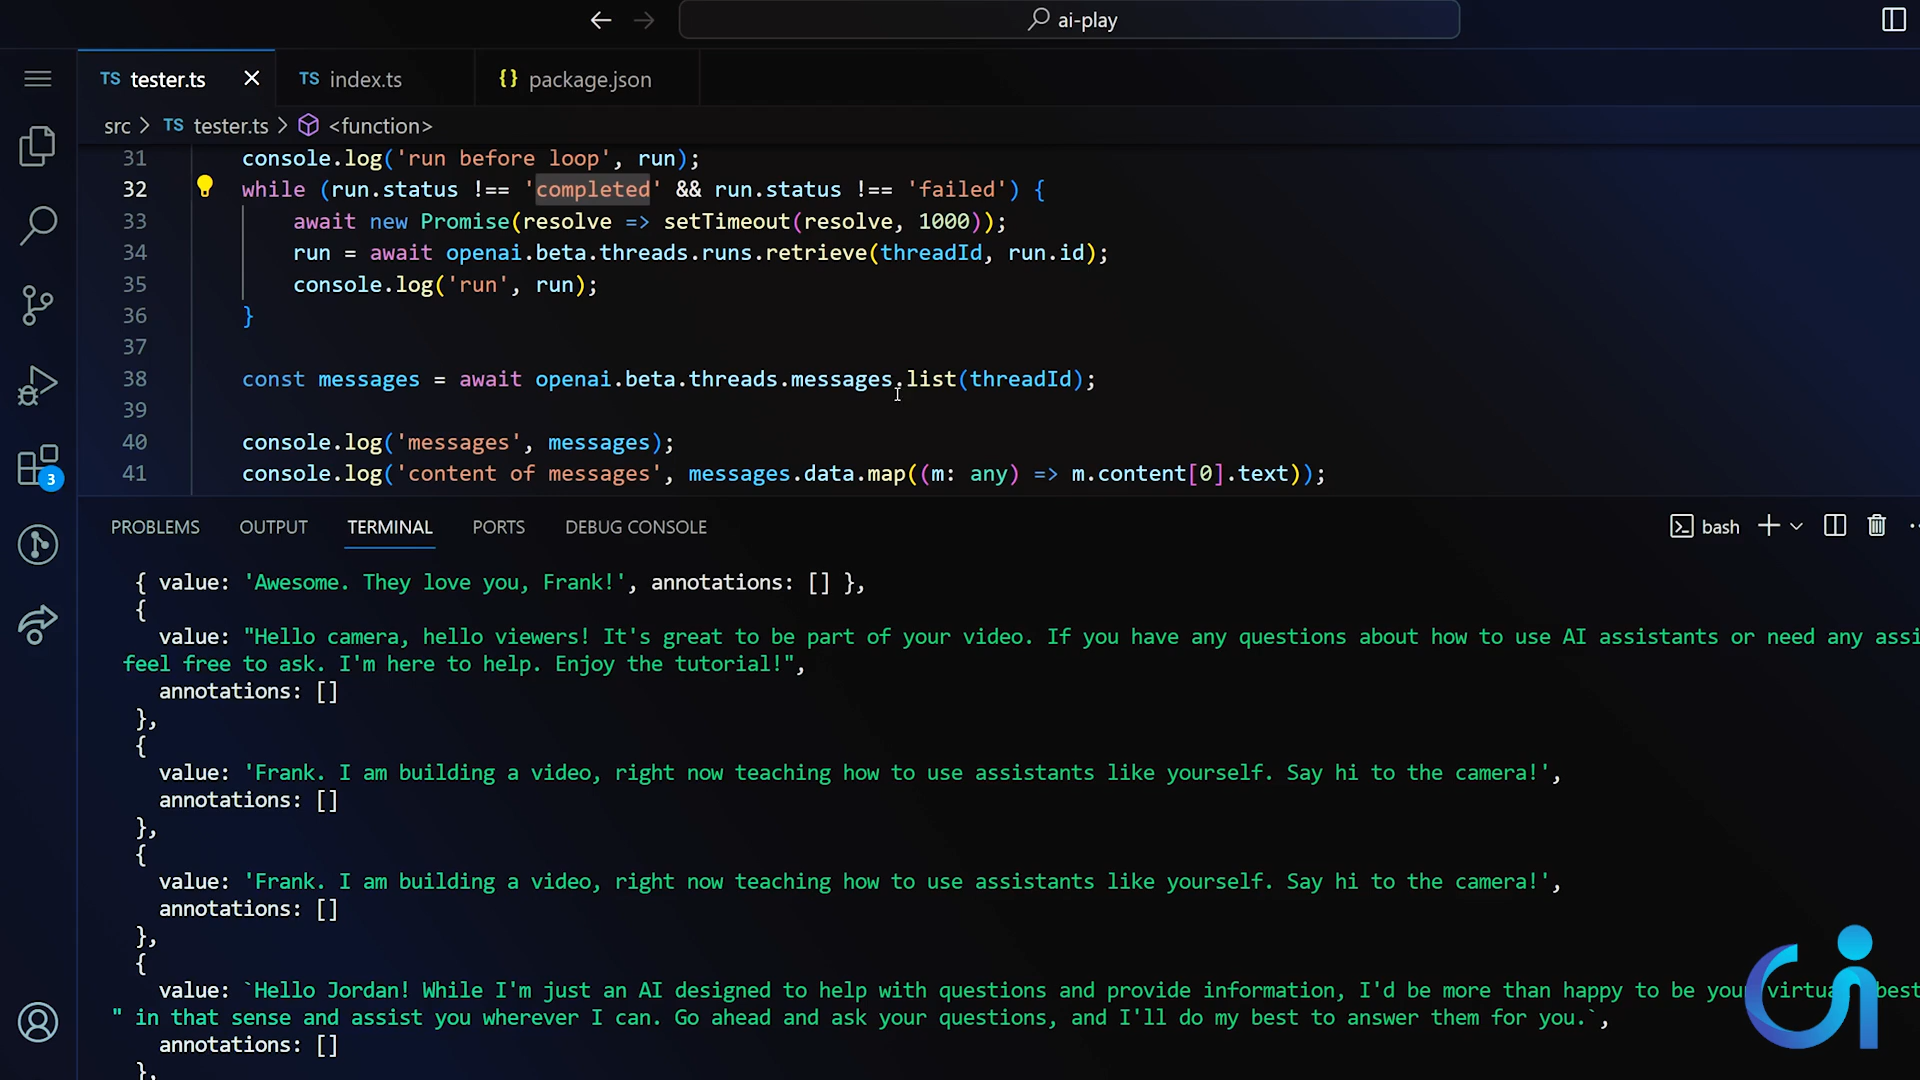 ai-play
TS tester.ts
TS index.ts
{} package.json
src > TS tester.ts > <function>
31 console.log('run before loop', run);
32 while (run.status !== 'completed' && run.status !== 'failed') {
33 await new Promise(resolve => setTimeout(resolve, 1000));
34 run = await openai.beta.threads.runs.retrieve(threadId, run.id);
35 console.log('run', run);
36 }
37
38 const messages = await openai.beta.threads.messages.list(threadId);
39
40 console.log('messages', messages);
41 console.log('content of messages', messages.data.map((m: any) => m.content[0].text));
3
PROBLEMS OUTPUT TERMINAL PORTS DEBUG CONSOLE
bash
{ value: 'Awesome. They love you, Frank!', annotations: [] },
{
value: "Hello camera, hello viewers! It's great to be part of your video. If you have any questions about how to use AI assistants or need any assi
feel free to ask. I'm here to help. Enjoy the tutorial!",
annotations: []
},
{
value: 'Frank. I am building a video, right now teaching how to use assistants like yourself. Say hi to the camera!',
annotations: []
},
{
value: 'Frank. I am building a video, right now teaching how to use assistants like yourself. Say hi to the camera!',
annotations: []
},
{
value: `Hello Jordan! While I'm just an AI designed to help with questions and provide information, I'd be more than happy to be your virtual best
" in that sense and assist you wherever I can. Go ahead and ask your questions, and I'll do my best to answer them for you.`,
annotations: []
},